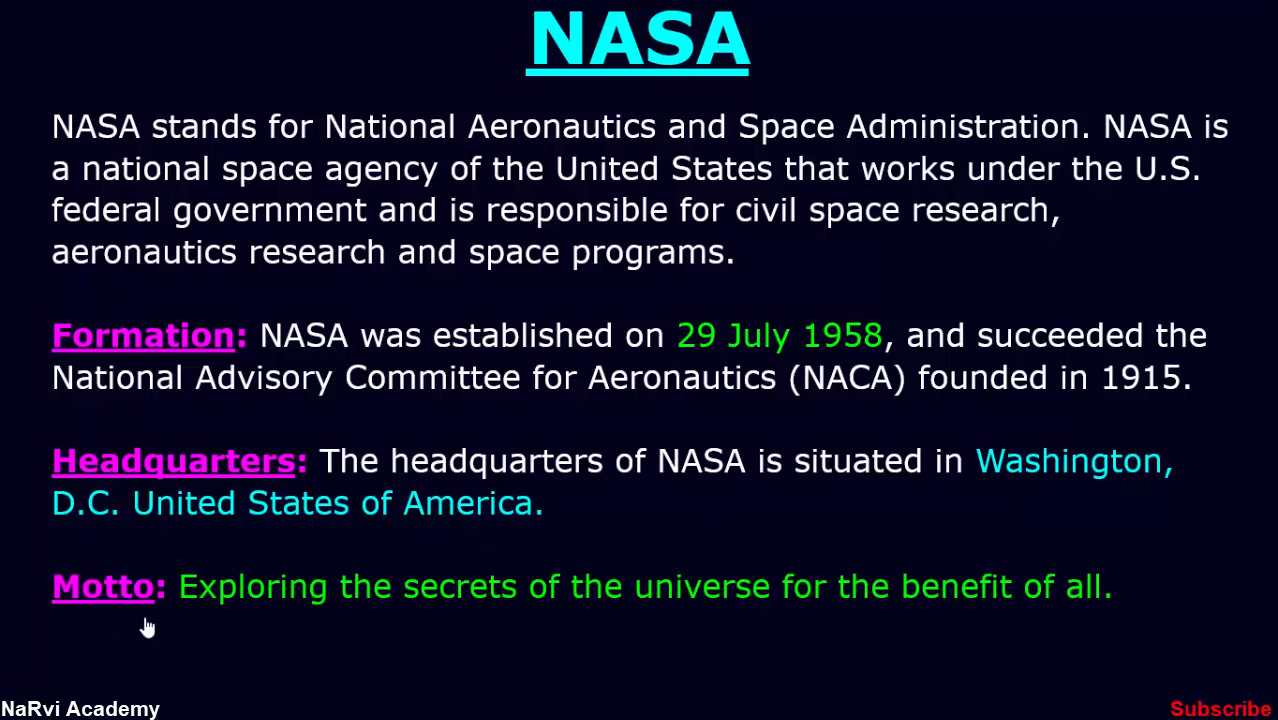 NASA
NASA stands for National Aeronautics and Space Administration. NASA is
a national space agency of the United States that works under the U.S.
federal government and is responsible for civil space research,
aeronautics research and space programs.
Formation: NASA was established on 29 July 1958, and succeeded the
National Advisory Committee for Aeronautics (NACA) founded in 1915.
Headquarters: The headquarters of NASA is situated in Washington,
D.C. United States of America.
Motto: Exploring the secrets of the universe for the benefit of all.
NaRvi Academy
Subscribe